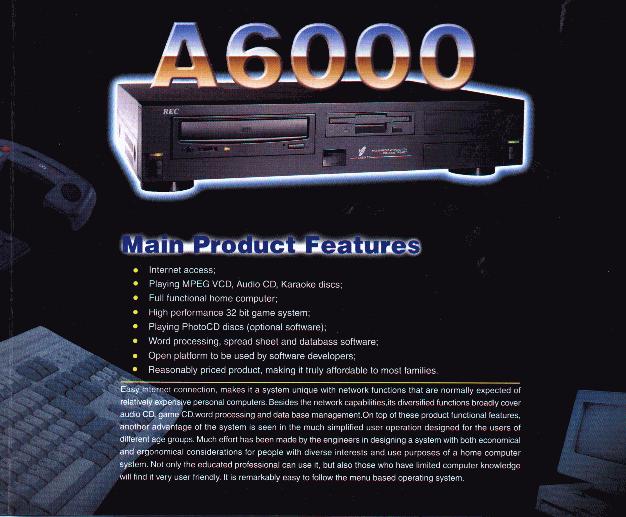 A6000
REC
Main Product Features
Internet access;
Playing MPEG VCD, Audio CD, Karaoke discs;
Full functional home computer;
High performance 32 bit game system;
Playing PhotoCD discs (optional software);
Word processing, spread sheet and databass software;
Open platform to be used by software developers;
Reasonably priced product, making it truly affordable to most families.
Easy Internet connection, makes it a system unique with network functions that are normally expected of
relatively expensive personal computers. Besides the network capabilities,its diversified functions broadly cover
audio CD, game CD.word processing and data base management.On top of these product functional features,
another advantage of the system is seen in the much simplified user operation designed for the users of
different age groups. Much effort has been made by the engineers in designing a system with both economical
and ergonomical considerations for people with diverse interests and use purposes of a home computer
system. Not only the educated professional can use it, but also those who have limited computer knowledge
will find it very user friendly. It is remarkably easy to follow the menu based operating system.